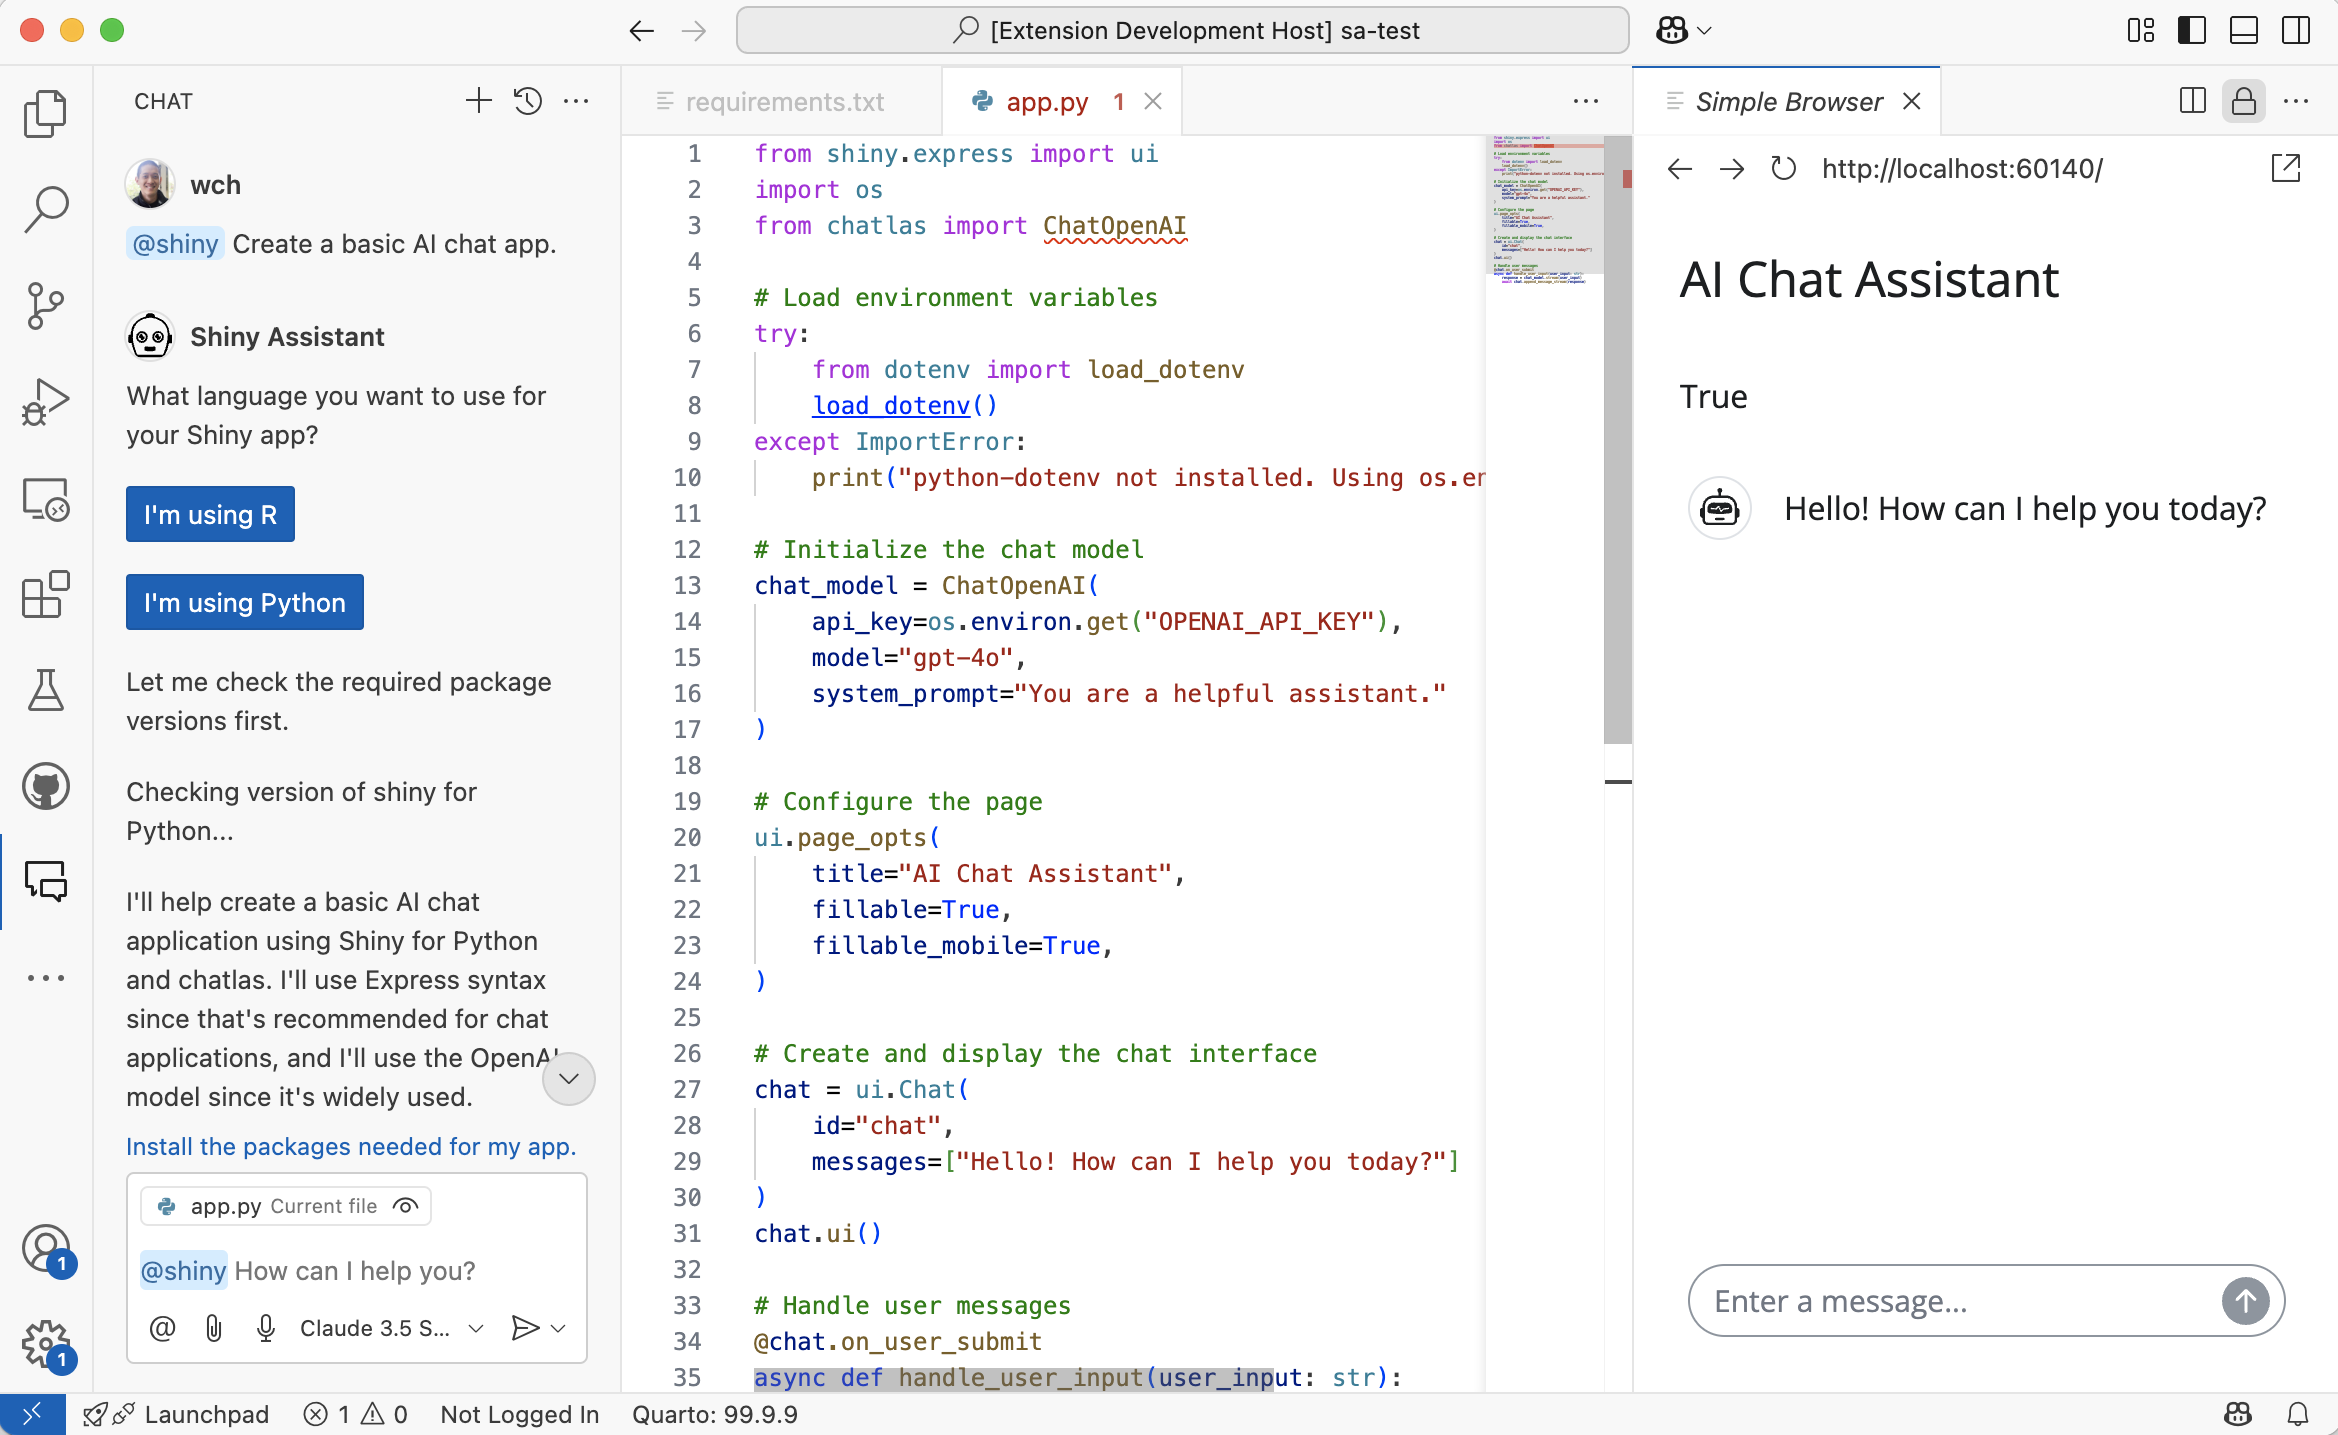 [Extension Development Host] sa-test
CHAT
wch
@shiny Create a basic AI chat app.
Shiny Assistant
What language you want to use for
your Shiny app?
I'm using R
I'm using Python
Let me check the required package
versions first.
Checking version of shiny for
Python...
I'll help create a basic AI chat
application using Shiny for Python
and chatlas. I'll use Express syntax
since that's recommended for chat
applications, and I'll use the OpenAI
model since it's widely used.
Install the packages needed for my app.
app.py Current file
@shiny How can I help you?
Claude 3.5 S...
requirements.txt
app.py 1
1 from shiny.express import ui
2 import os
3 from chatlas import ChatOpenAI
4
5 # Load environment variables
6 try:
7 from dotenv import load_dotenv
8 load_dotenv()
9 except ImportError:
10 print("python-dotenv not installed. Using os.en
11
12 # Initialize the chat model
13 chat_model = ChatOpenAI(
14 api_key=os.environ.get("OPENAI_API_KEY"),
15 model="gpt-4o",
16 system_prompt="You are a helpful assistant."
17 )
18
19 # Configure the page
20 ui.page_opts(
21 title="AI Chat Assistant",
22 fillable=True,
23 fillable_mobile=True,
24 )
25
26 # Create and display the chat interface
27 chat = ui.Chat(
28 id="chat",
29 messages=["Hello! How can I help you today?"]
30 )
31 chat.ui()
32
33 # Handle user messages
34 @chat.on_user_submit
35 async def handle_user_input(user_input: str):
Simple Browser
http://localhost:60140/
AI Chat Assistant
True
Hello! How can I help you today?
Enter a message...
1
1
Launchpad
1 0
Not Logged In
Quarto: 99.9.9